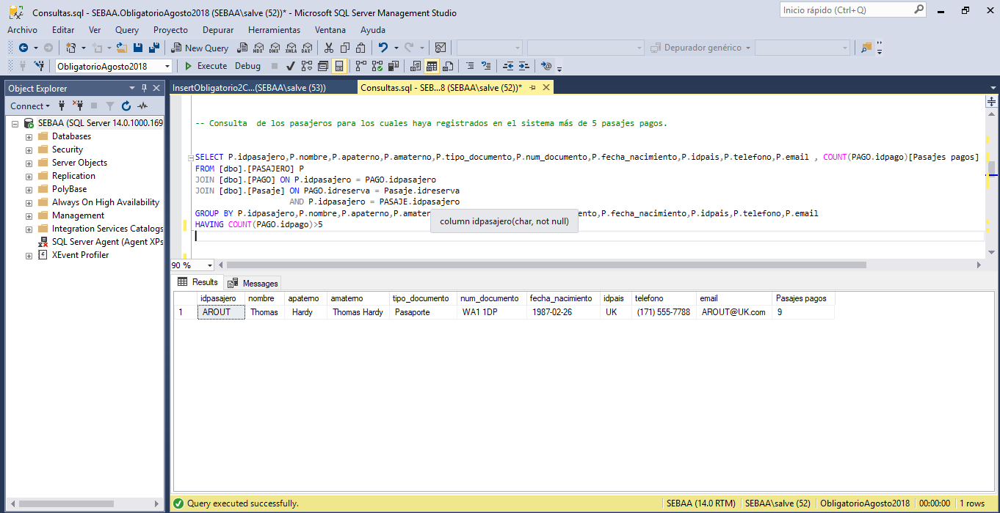 Consultas.sql - SEBAA.ObligatorioAgosto2018 (SEBAA\salve (52))* - Microsoft SQL Server Management Studio
Inicio rápido (Ctrl+Q)
Archivo Editar Ver Query Proyecto Depurar Herramientas Ventana Ayuda
New Query MDX DMX XMLA DAX Depurador genérico
ObligatorioAgosto2018 Execute Debug
Object Explorer
InsertObligatorio2C...(SEBAA\salve (53))
Consultas.sql - SEB...8 (SEBAA\salve (52))*
Connect
SEBAA (SQL Server 14.0.1000.169
Databases
Security
Server Objects
Replication
PolyBase
Always On High Availability
Management
Integration Services Catalogs
SQL Server Agent (Agent XPs
XEvent Profiler
-- Consulta  de los pasajeros para los cuales haya registrados en el sistema más de 5 pasajes pagos.
SELECT P.idpasajero,P.nombre,P.apaterno,P.amaterno,P.tipo_documento,P.num_documento,P.fecha_nacimiento,P.idpais,P.telefono,P.email , COUNT(PAGO.idpago)[Pasajes pagos]
FROM [dbo].[PASAJERO] P
JOIN [dbo].[PAGO] ON P.idpasajero = PAGO.idpasajero
JOIN [dbo].[Pasaje] ON PAGO.idreserva = Pasaje.idreserva
AND P.idpasajero = PASAJE.idpasajero
GROUP BY P.idpasajero,P.nombre,P.apaterno,P.amater ento,P.fecha_nacimiento,P.idpais,P.telefono,P.email
column idpasajero(char, not null)
HAVING COUNT(PAGO.idpago)>5
90 %
Results Messages
idpasajero nombre apaterno amaterno tipo_documento num_documento fecha_nacimiento idpais telefono email Pasajes pagos
1 AROUT Thomas Hardy Thomas Hardy Pasaporte WA1 1DP 1987-02-26 UK (171) 555-7788 AROUT@UK.com 9
Query executed successfully.
SEBAA (14.0 RTM) SEBAA\salve (52) ObligatorioAgosto2018 00:00:00 1 rows